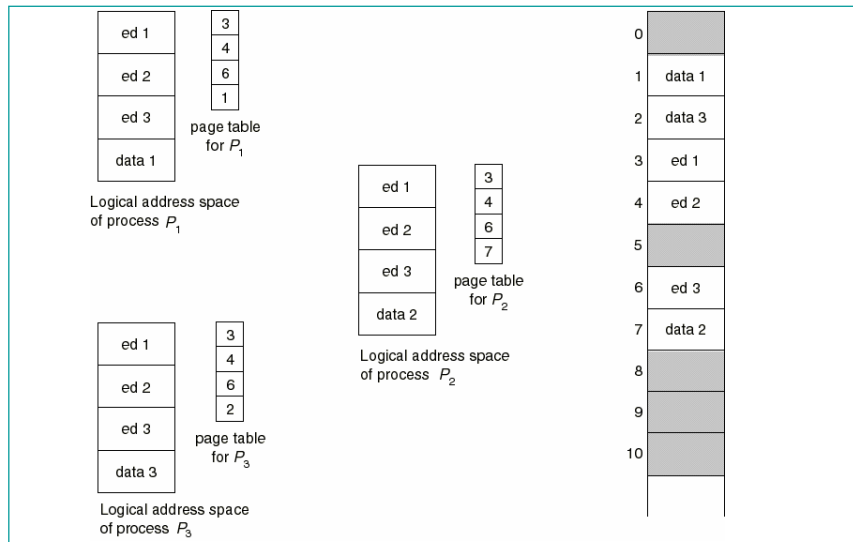 ed 1
ed 2
ed 3
data 1
3
4
6
1
page table
for P1
Logical address space
of process P1
ed 1
ed 2
ed 3
data 2
3
4
6
7
page table
for P2
Logical address space
of process P2
ed 1
ed 2
ed 3
data 3
3
4
6
2
page table
for P3
Logical address space
of process P3
0
1 data 1
2 data 3
3 ed 1
4 ed 2
5
6 ed 3
7 data 2
8
9
10